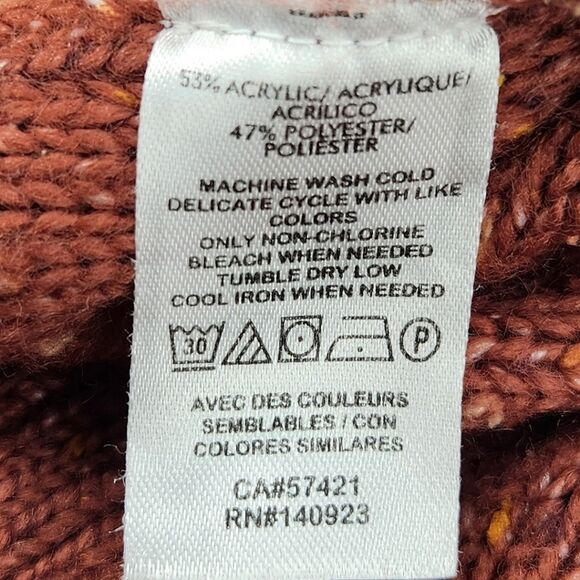 53% ACRYLIC/ ACRYLIQUE/
ACRÍLICO
47% POLYESTER/
POLIÉSTER
MACHINE WASH COLD
DELICATE CYCLE WITH LIKE
COLORS
ONLY NON-CHLORINE
BLEACH WHEN NEEDED
TUMBLE DRY LOW
COOL IRON WHEN NEEDED
30 P
AVEC DES COULEURS
SEMBLABLES / CON
COLORES SIMILARES
CA#57421
RN#140923